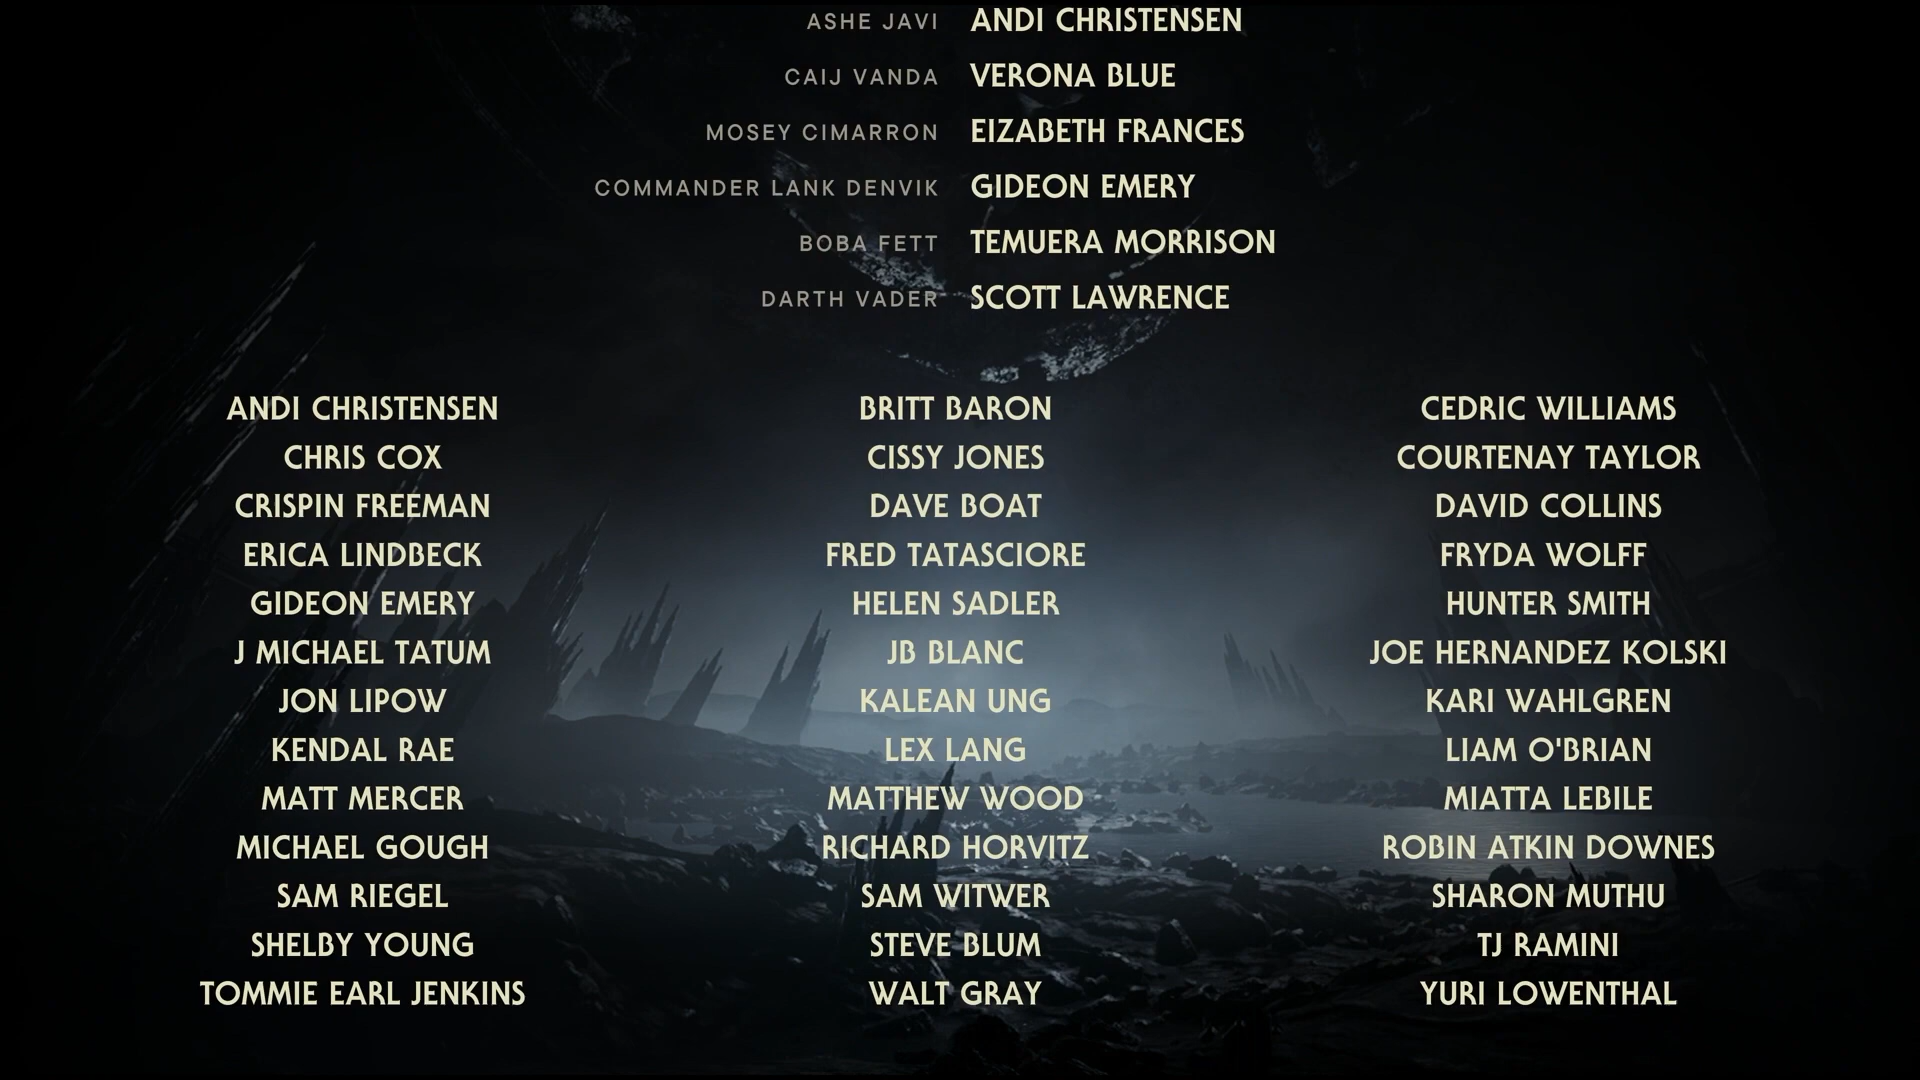 ASHE JAVI ANDI CHRISTENSEN
CAIJ VANDA VERONA BLUE
MOSEY CIMARRON EIZABETH FRANCES
COMMANDER LANK DENVIK GIDEON EMERY
BOBA FETT TEMUERA MORRISON
DARTH VADER SCOTT LAWRENCE
ANDI CHRISTENSEN BRITT BARON CEDRIC WILLIAMS
CHRIS COX CISSY JONES COURTENAY TAYLOR
CRISPIN FREEMAN DAVE BOAT DAVID COLLINS
ERICA LINDBECK FRED TATASCIORE FRYDA WOLFF
GIDEON EMERY HELEN SADLER HUNTER SMITH
J MICHAEL TATUM JB BLANC JOE HERNANDEZ KOLSKI
JON LIPOW KALEAN UNG KARI WAHLGREN
KENDAL RAE LEX LANG LIAM O'BRIAN
MATT MERCER MATTHEW WOOD MIATTA LEBILE
MICHAEL GOUGH RICHARD HORVITZ ROBIN ATKIN DOWNES
SAM RIEGEL SAM WITWER SHARON MUTHU
SHELBY YOUNG STEVE BLUM TJ RAMINI
TOMMIE EARL JENKINS WALT GRAY YURI LOWENTHAL